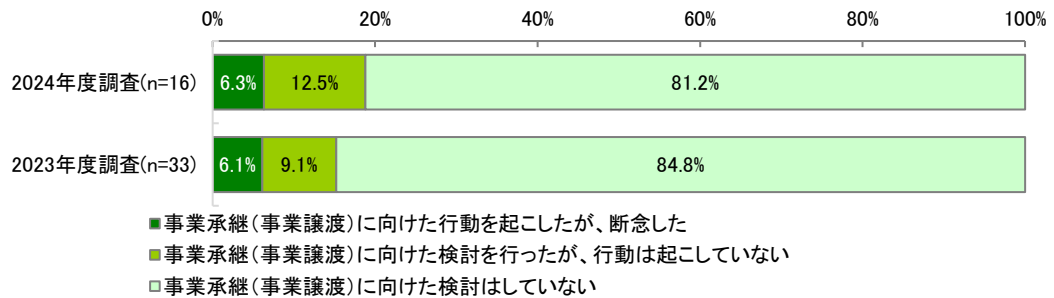 0% 20% 40% 60% 80% 100%
2024年度調査(n=16) 6.3% 12.5% 81.2%
2023年度調査(n=33) 6.1% 9.1% 84.8%
事業承継(事業譲渡)に向けた行動を起こしたが、断念した
事業承継(事業譲渡)に向けた検討を行ったが、行動は起こしていない
事業承継(事業譲渡)に向けた検討はしていない